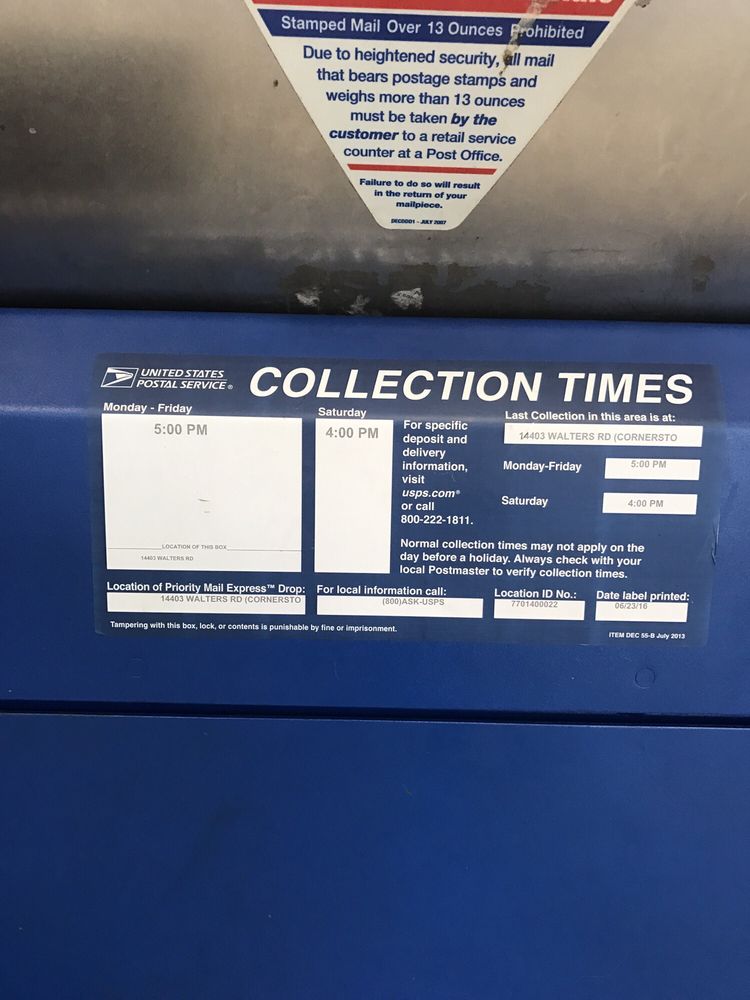 Stamped Mail Over 13 Ounces Prohibited
Due to heightened security, all mail
that bears postage stamps and
weighs more than 13 ounces
must be taken by the
customer to a retail service
counter at a Post Office.
Failure to do so will result
in the return of your
mailpiece.
DEC0DD1 - JULY 2007
UNITED STATES
POSTAL SERVICE®
COLLECTION TIMES
Monday - Friday
5:00 PM
LOCATION OF THIS BOX
14403 WALTERS RD
Saturday
4:00 PM
For specific
deposit and
delivery
information,
visit
usps.com®
or call
800-222-1811.
Last Collection in this area is at:
14403 WALTERS RD (CORNERSTO
Monday-Friday
5:00 PM
Saturday
4:00 PM
Normal collection times may not apply on the
day before a holiday. Always check with your
local Postmaster to verify collection times.
Location of Priority Mail Express™ Drop:
14403 WALTERS RD (CORNERSTO
For local information call:
(800)ASK-USPS
Location ID No.:
7701400022
Date label printed:
06/23/16
Tampering with this box, lock, or contents is punishable by fine or imprisonment.
ITEM DEC 55-B July 2013